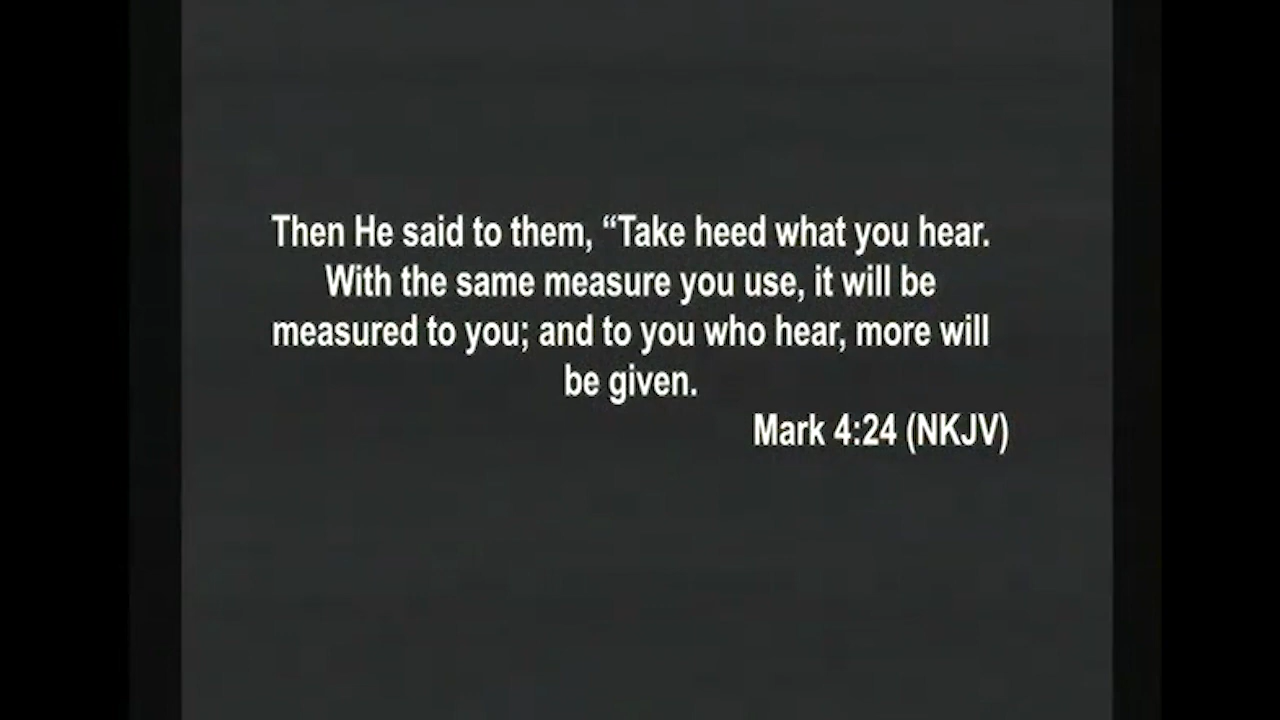 Then He said to them, “Take heed what you hear.
With the same measure you use, it will be
measured to you; and to you who hear, more will
be given.
Mark 4:24 (NKJV)